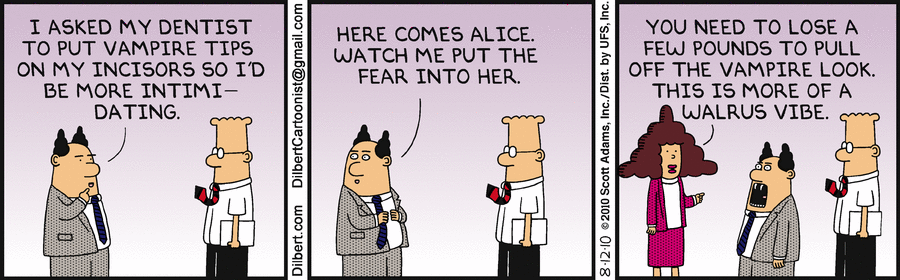 I ASKED MY DENTIST
TO PUT VAMPIRE TIPS
ON MY INCISORS SO I'D
BE MORE INTIMI-
DATING.
DilbertCartoonist@gmail.com
Dilbert.com
HERE COMES ALICE.
WATCH ME PUT THE
FEAR INTO HER.
8-12-10 © 2010 Scott Adams, Inc./Dist. by UFS, Inc.
YOU NEED TO LOSE A
FEW POUNDS TO PULL
OFF THE VAMPIRE LOOK.
THIS IS MORE OF A
WALRUS VIBE.